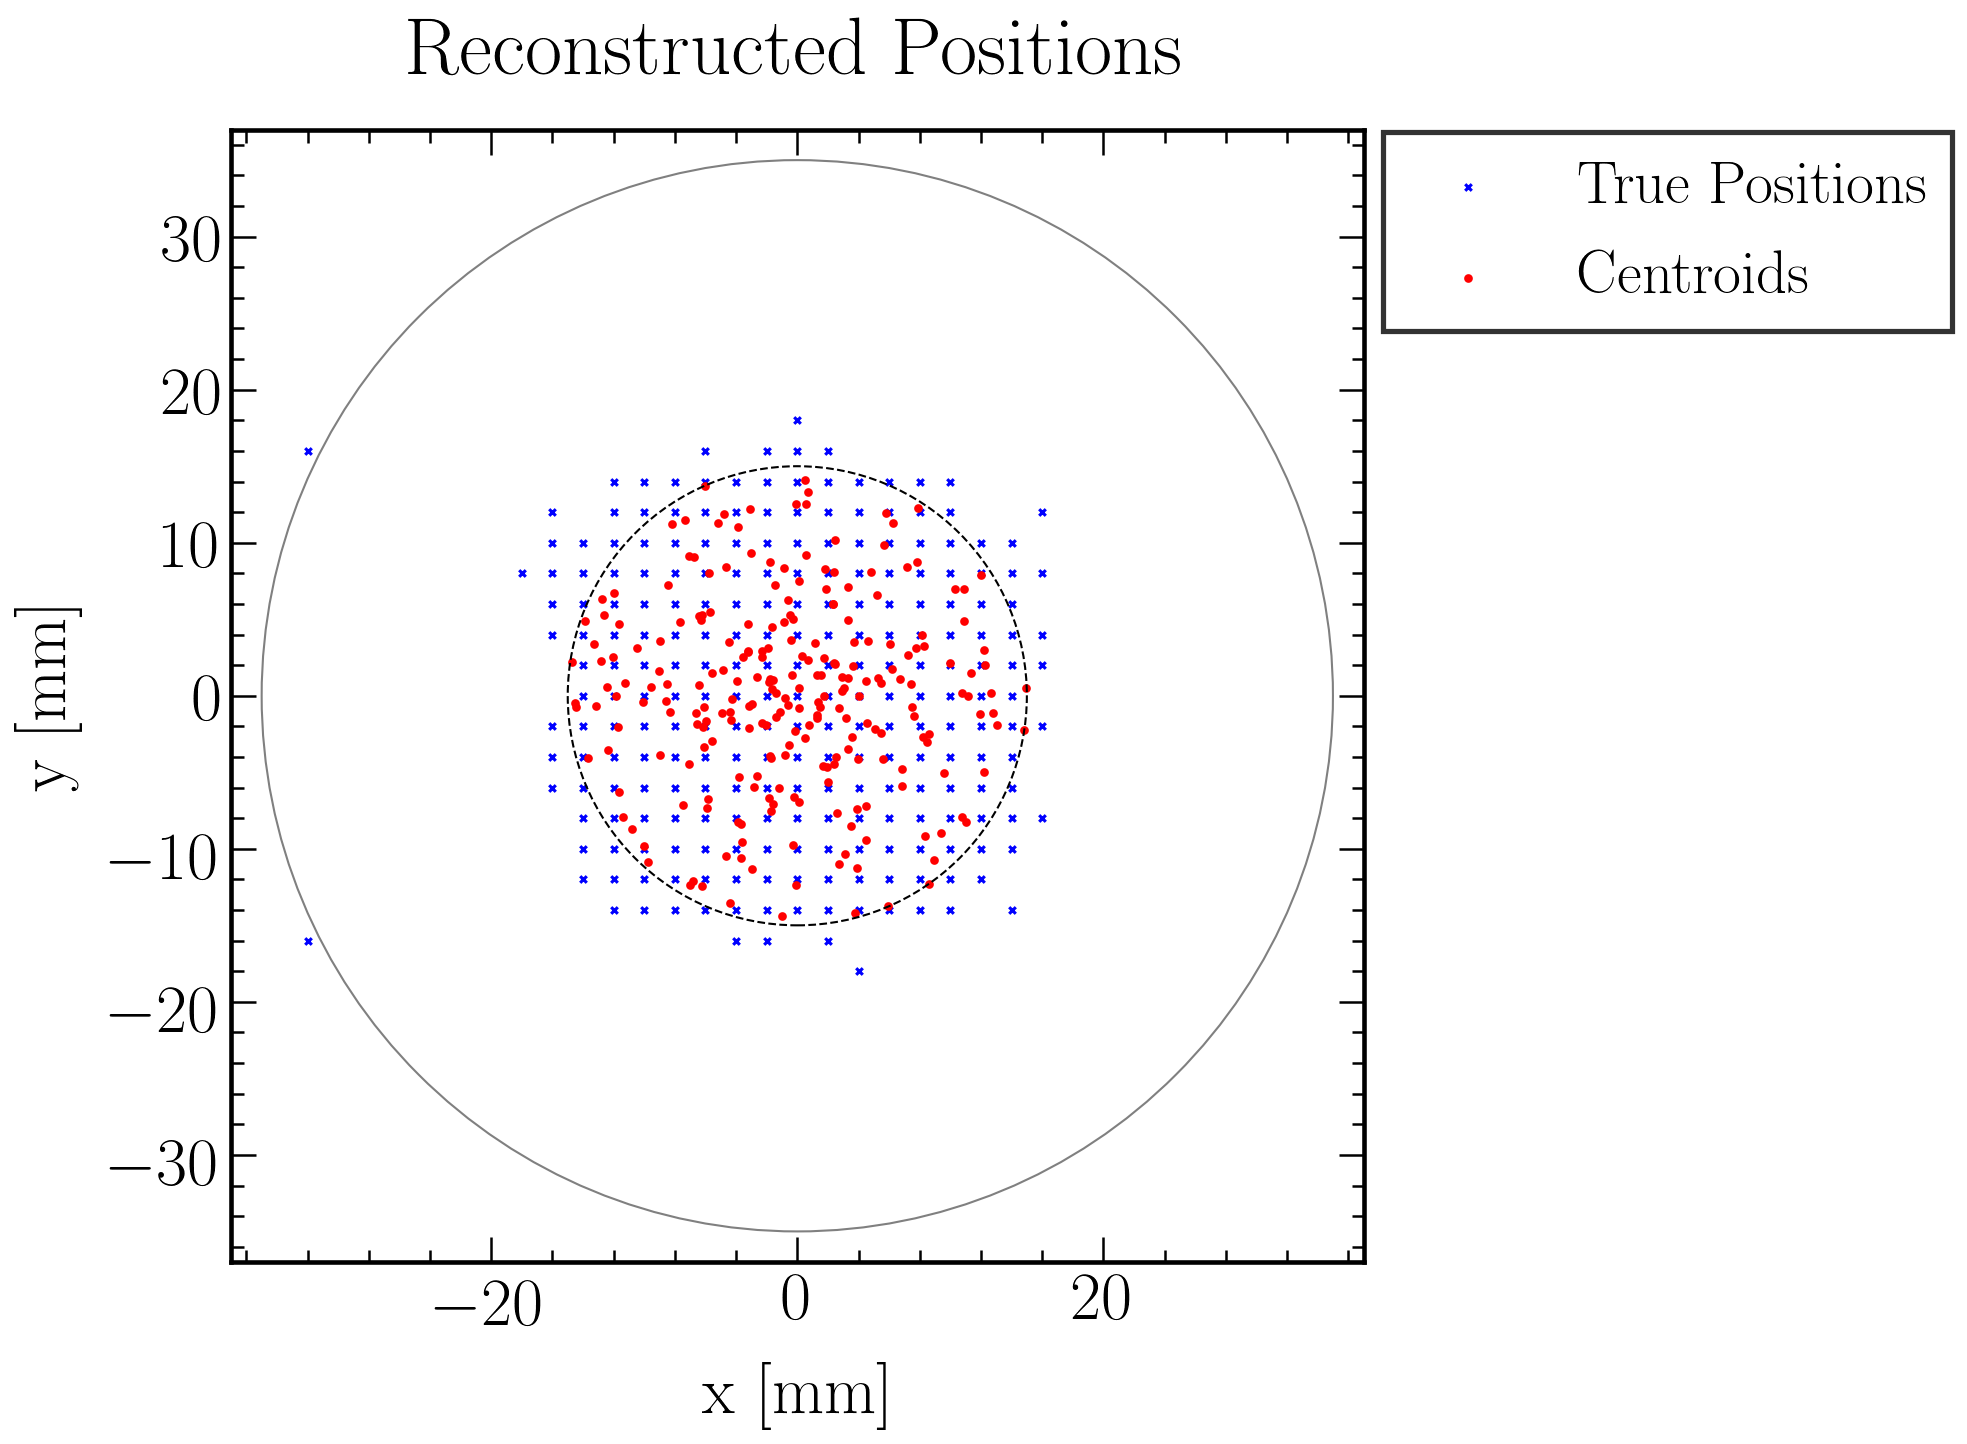 Reconstructed Positions
True Positions
Centroids
30
20
10
0
−10
−20
−30
y [mm]
−20 0 20
x [mm]